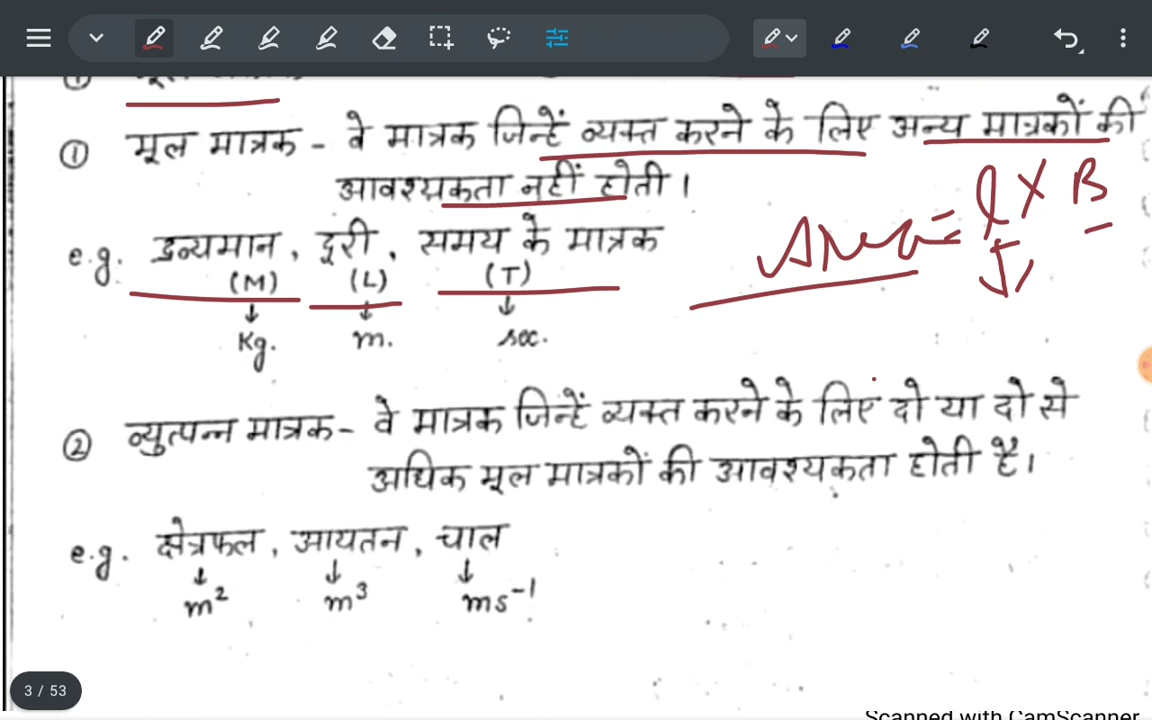 ① मूल मात्रक - वे मात्रक जिन्हें व्यक्त करने के लिए अन्य मात्रकों की
आवश्यकता नहीं होती।
Area = l × B
e.g. द्रव्यमान, दूरी, समय के मात्रक
(M) (L) (T)
↓ ↓ ↓
Kg. m. sec.
② व्युत्पन्न मात्रक - वे मात्रक जिन्हें व्यक्त करने के लिए दो या दो से
अधिक मूल मात्रकों की आवश्यकता होती है।
e.g. क्षेत्रफल, आयतन, चाल
↓ ↓ ↓
m² m³ ms⁻¹
3 / 53
Scanned with CamScanner